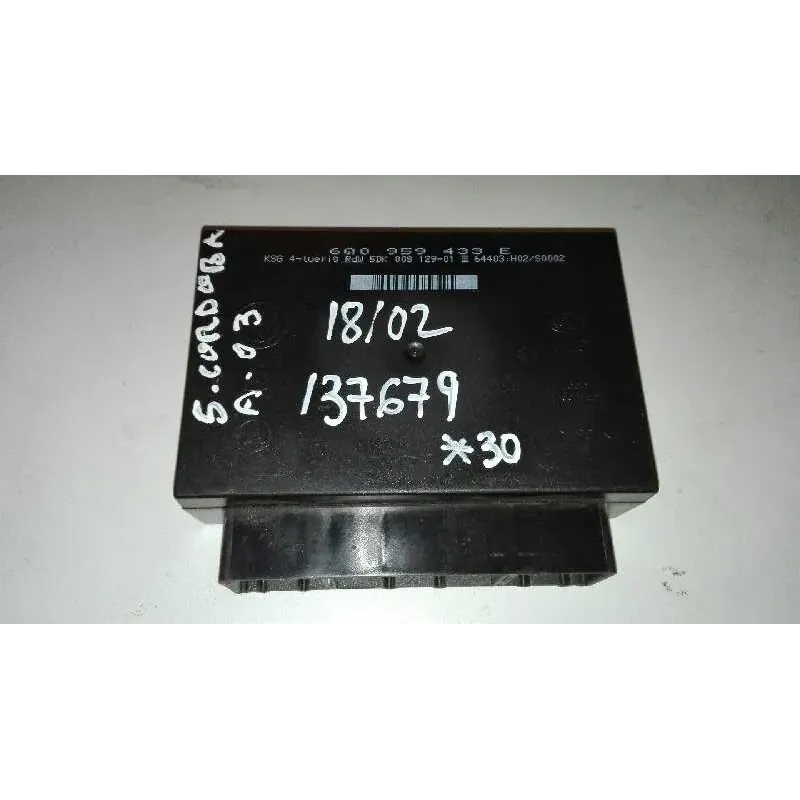 6Q0 959 433 E
KSG 4-tuerig RdW 5DK 008 129-01 64403:H02/S0002
S.CORDOBA
A-03
18/02
137679
*30